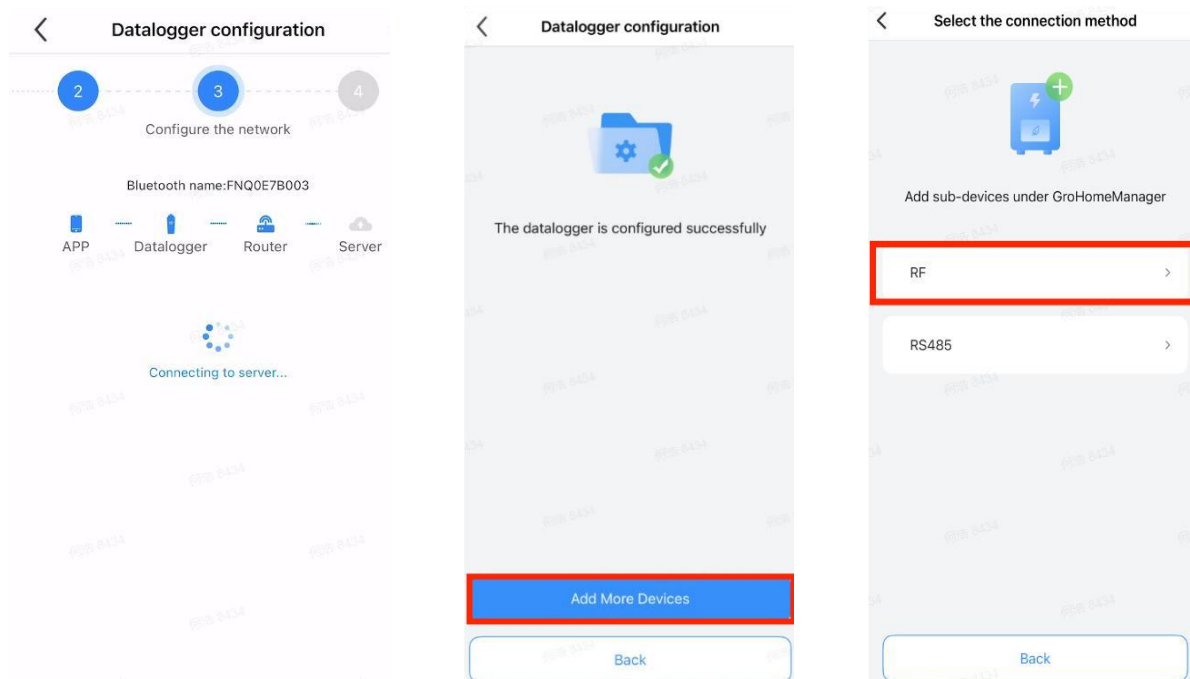 Datalogger configuration
2
3
4
Configure the network
Bluetooth name:FNQ0E7B003
APP
Datalogger
Router
Server
Connecting to server...
Datalogger configuration
The datalogger is configured successfully
Add More Devices
Back
Select the connection method
Add sub-devices under GroHomeManager
RF
RS485
Back